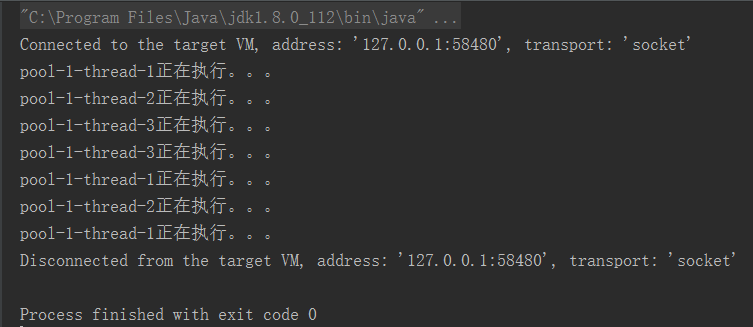 "C:\Program Files\Java\jdk1.8.0_112\bin\java" ...
Connected to the target VM, address: '127.0.0.1:58480', transport: 'socket'
pool-1-thread-1正在执行。。。
pool-1-thread-2正在执行。。。
pool-1-thread-3正在执行。。。
pool-1-thread-3正在执行。。。
pool-1-thread-1正在执行。。。
pool-1-thread-2正在执行。。。
pool-1-thread-1正在执行。。。
Disconnected from the target VM, address: '127.0.0.1:58480', transport: 'socket'
Process finished with exit code 0